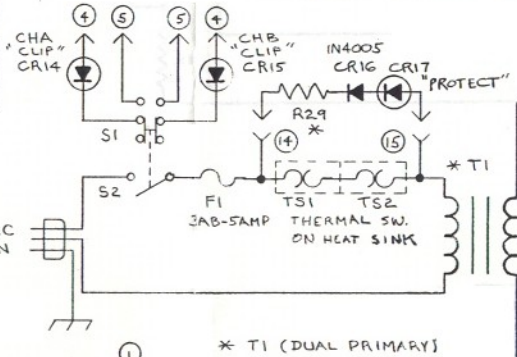 4 5 5 4
CHA
"CLIP"
CR14
CHB
"CLIP"
CR15
IN4005
CR16 CR17
"PROTECT"
R29
*
S1
14 15
* T1
S2
F1
3AB-5AMP
TS1 TS2
THERMAL SW.
ON HEAT SINK
C
N
1
* T1 (DUAL PRIMARY)